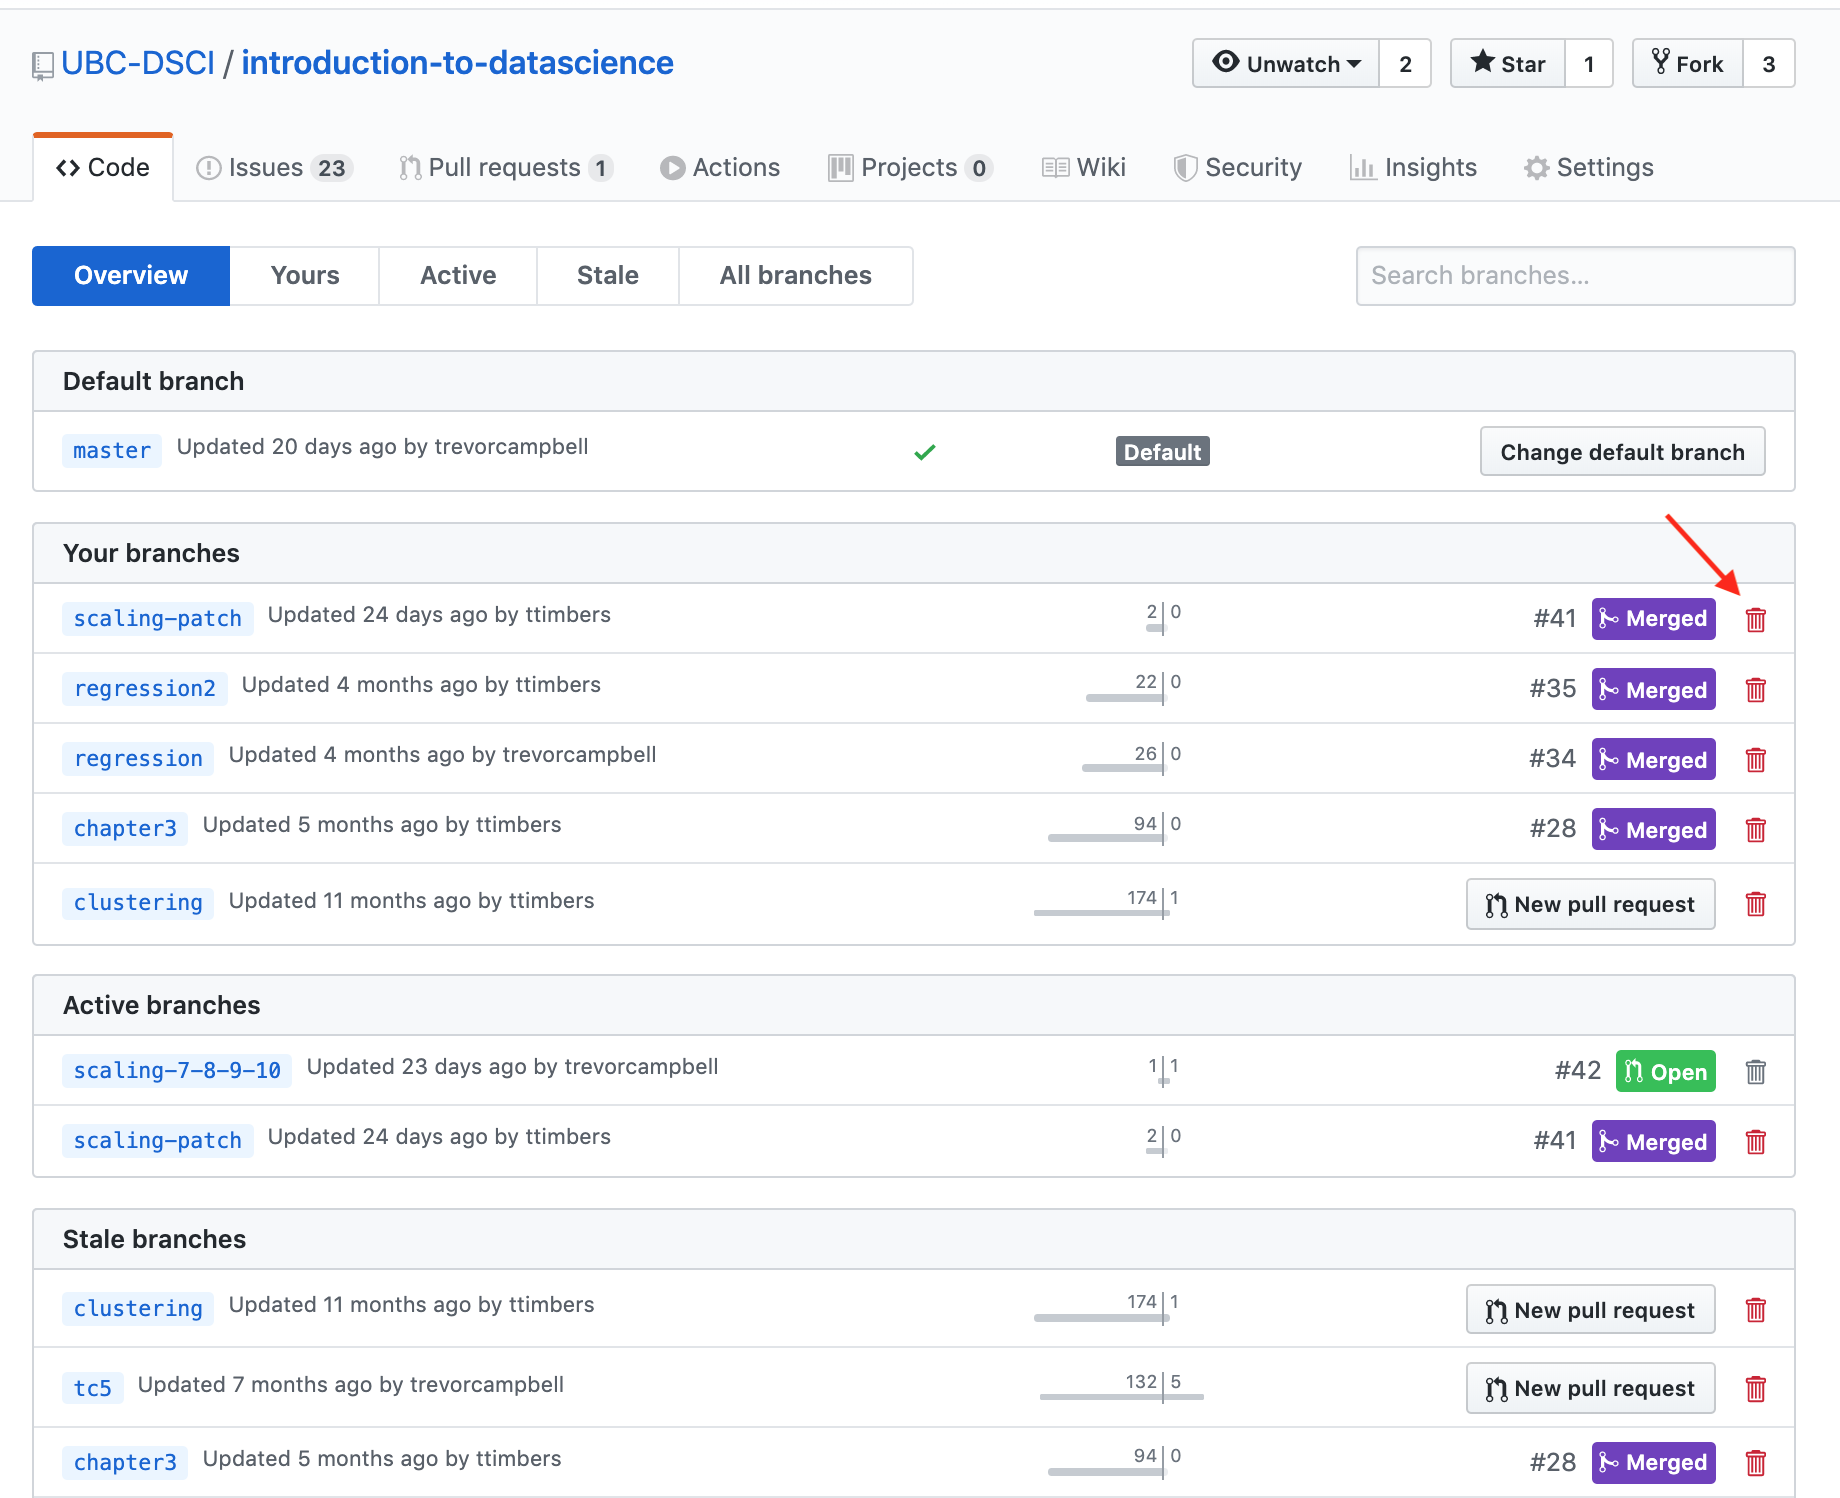 UBC-DSCI / introduction-to-datascience
Unwatch 2 Star 1 Fork 3
Code Issues 23 Pull requests 1 Actions Projects 0 Wiki Security Insights Settings
Overview Yours Active Stale All branches Search branches...
Default branch
master Updated 20 days ago by trevorcampbell Default Change default branch
Your branches
scaling-patch Updated 24 days ago by ttimbers 2 0 #41 Merged
regression2 Updated 4 months ago by ttimbers 22 0 #35 Merged
regression Updated 4 months ago by trevorcampbell 26 0 #34 Merged
chapter3 Updated 5 months ago by ttimbers 94 0 #28 Merged
clustering Updated 11 months ago by ttimbers 174 1 New pull request
Active branches
scaling-7-8-9-10 Updated 23 days ago by trevorcampbell 1 1 #42 Open
scaling-patch Updated 24 days ago by ttimbers 2 0 #41 Merged
Stale branches
clustering Updated 11 months ago by ttimbers 174 1 New pull request
tc5 Updated 7 months ago by trevorcampbell 132 5 New pull request
chapter3 Updated 5 months ago by ttimbers 94 0 #28 Merged